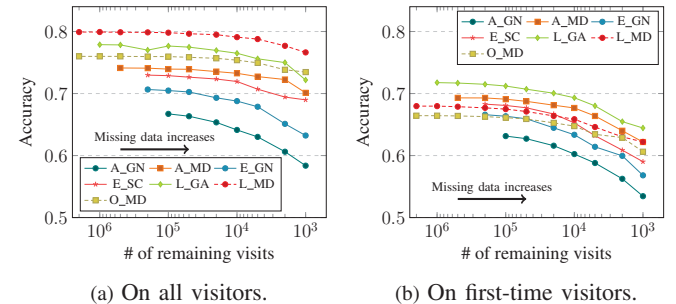 0.8
0.7
0.6
0.5
Accuracy
Missing data increases
A_GN A_MD E_GN
E_SC L_GA L_MD
O_MD
10^6 10^5 10^4 10^3
# of remaining visits
(a) On all visitors.
0.8
0.7
0.6
0.5
Accuracy
A_GN A_MD E_GN
E_SC L_GA L_MD
O_MD
Missing data increases
10^6 10^5 10^4 10^3
# of remaining visits
(b) On first-time visitors.